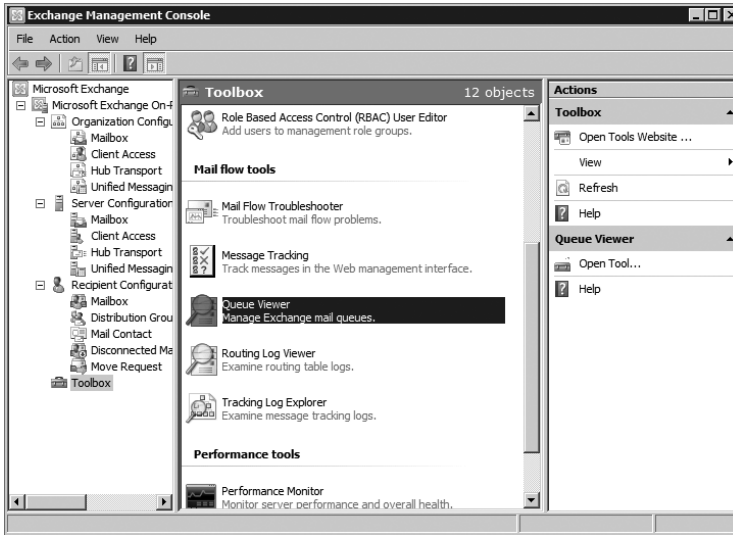 Exchange Management Console
File Action View Help
Microsoft Exchange
Microsoft Exchange On-
Organization Configu
Mailbox
Client Access
Hub Transport
Unified Messagin
Server Configuration
Mailbox
Client Access
Hub Transport
Unified Messagin
Recipient Configurat
Mailbox
Distribution Grou
Mail Contact
Disconnected Ma
Move Request
Toolbox
Toolbox 12 objects
Role Based Access Control (RBAC) User Editor
Add users to management role groups.
Mail flow tools
Mail Flow Troubleshooter
Troubleshoot mail flow problems.
Message Tracking
Track messages in the Web management interface.
Queue Viewer
Manage Exchange mail queues.
Routing Log Viewer
Examine routing table logs.
Tracking Log Explorer
Examine message tracking logs.
Performance tools
Performance Monitor
Monitor server performance and overall health.
Actions
Toolbox
Open Tools Website ...
View
Refresh
Help
Queue Viewer
Open Tool...
Help